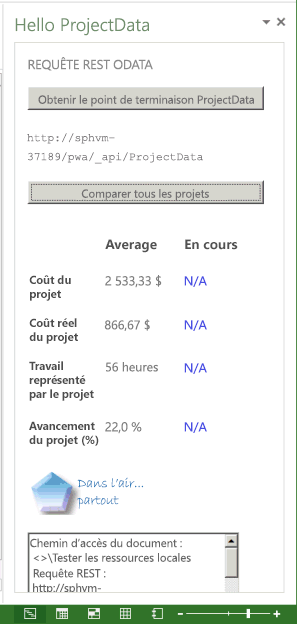 Hello ProjectData
REQUÊTE REST ODATA
Obtenir le point de terminaison ProjectData
http://sphvm-
37189/pwa/_api/ProjectData
Comparer tous les projets
Average En cours
Coût du
projet
2 533,33 $ N/A
Coût réel
du projet
866,67 $ N/A
Travail
représenté
par le projet
56 heures N/A
Avancement
du projet (%)
22,0 % N/A
Dans l'air...
partout
Chemin d'accès du document :
<>\Tester les ressources locales
Requête REST :
http://sphvm-